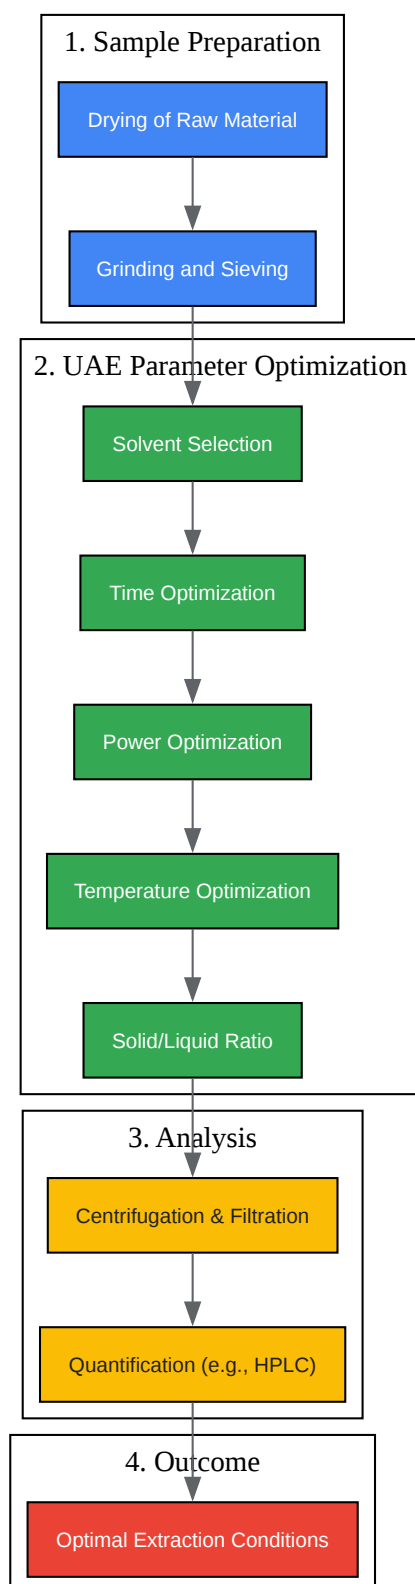 1. Sample Preparation
Drying of Raw Material
Grinding and Sieving
2. UAE Parameter Optimization
Solvent Selection
Time Optimization
Power Optimization
Temperature Optimization
Solid/Liquid Ratio
3. Analysis
Centrifugation & Filtration
Quantification (e.g., HPLC)
4. Outcome
Optimal Extraction Conditions